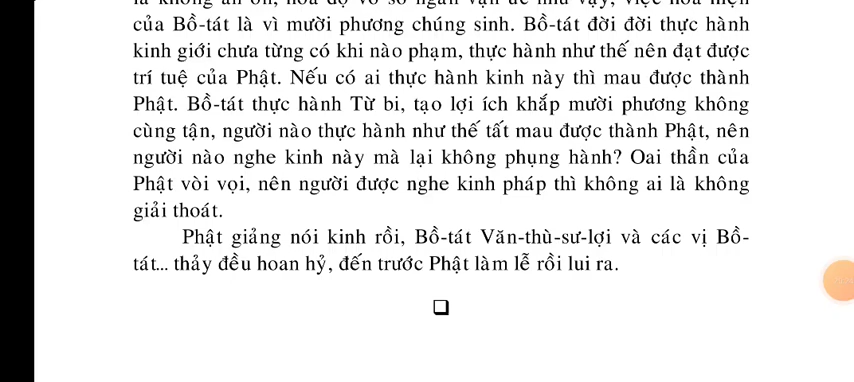 của Bồ-tát là vì mười phương chúng sinh. Bồ-tát đời đời thực hành
kinh giới chưa từng có khi nào phạm, thực hành như thế nên đạt được
trí tuệ của Phật. Nếu có ai thực hành kinh này thì mau được thành
Phật. Bồ-tát thực hành Từ bi, tạo lợi ích khắp mười phương không
cùng tận, người nào thực hành như thế tất mau được thành Phật, nên
người nào nghe kinh này mà lại không phụng hành? Oai thần của
Phật vòi vọi, nên người được nghe kinh pháp thì không ai là không
giải thoát.
Phật giảng nói kinh rồi, Bồ-tát Văn-thù-sư-lợi và các vị Bồ-
tát... thảy đều hoan hỷ, đến trước Phật làm lễ rồi lui ra.